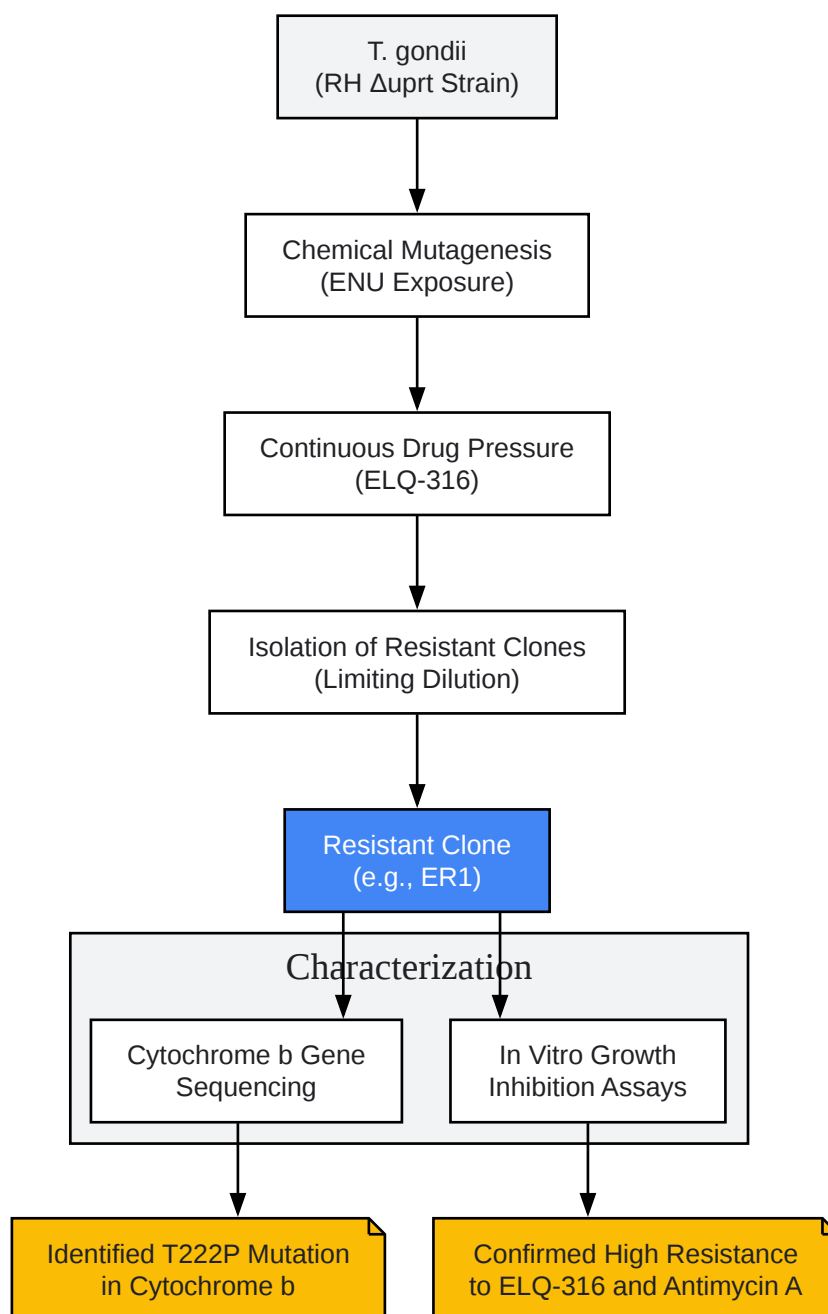 T. gondii
(RH Δuprt Strain)
Chemical Mutagenesis
(ENU Exposure)
Continuous Drug Pressure
(ELQ-316)
Isolation of Resistant Clones
(Limiting Dilution)
Resistant Clone
(e.g., ER1)
Characterization
Cytochrome b Gene
Sequencing
In Vitro Growth
Inhibition Assays
Identified T222P Mutation
in Cytochrome b
Confirmed High Resistance
to ELQ-316 and Antimycin A